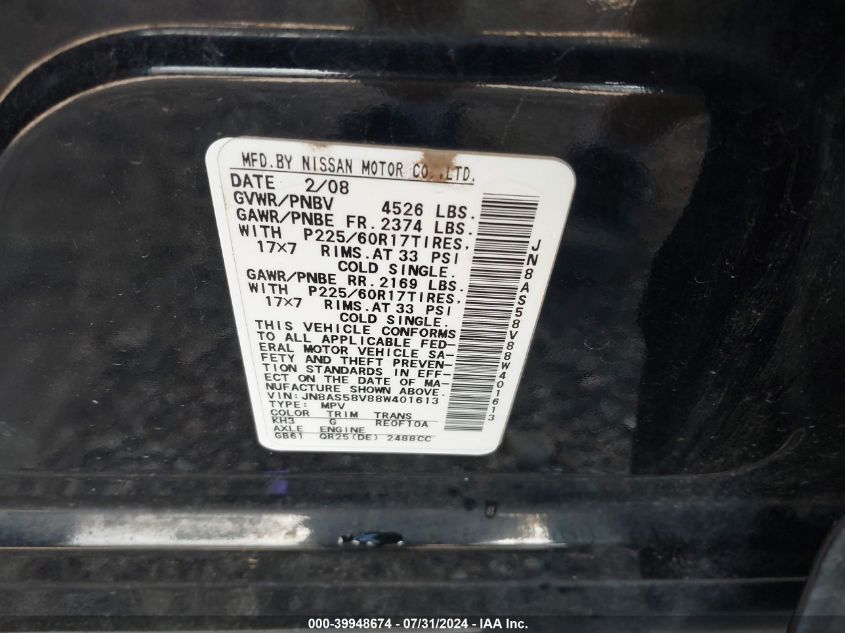 MFD.BY NISSAN MOTOR CO.,LTD.
DATE 2/08
GVWR/PNBV 4526 LBS.
GAWR/PNBE FR. 2374 LBS.
WITH P225/60R17TIRES,
17×7 RIMS.AT 33 PSI
COLD SINGLE.
GAWR/PNBE RR. 2169 LBS.
WITH P225/60R17TIRES,
17×7 RIMS.AT 33 PSI
COLD SINGLE.
THIS VEHICLE CONFORMS
TO ALL APPLICABLE FED-
ERAL MOTOR VEHICLE SA-
FETY AND THEFT PREVEN-
TION STANDARDS IN EFF-
ECT ON THE DATE OF MA-
NUFACTURE SHOWN ABOVE.
VIN: JN8AS58V88W401613
TYPE: MPV
COLOR TRIM TRANS
KH3 G RE0F10A
AXLE ENGINE
GB61 QR25(DE) 2488CC
JN8AS58V88W401613
000-39948674 - 07/31/2024 - IAA Inc.